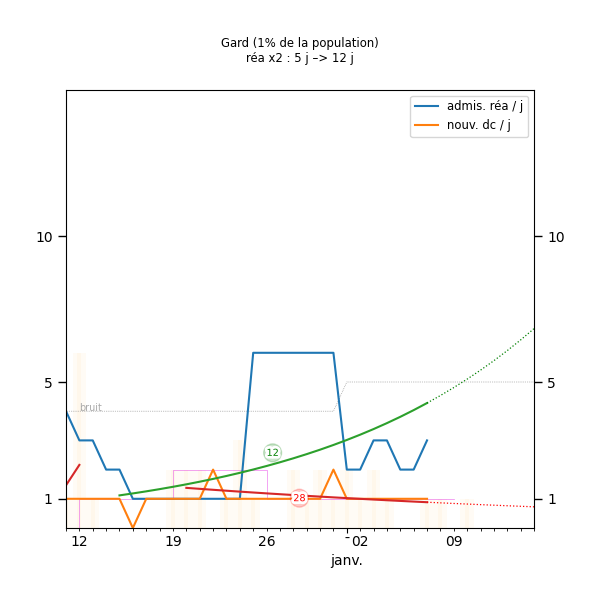 Gard (1% de la population)
réa x2 : 5 j –> 12 j
admis. réa / j
nouv. dc / j
10
10
5
5
bruit
12
28
1
1
12
19
26
02
09
janv.